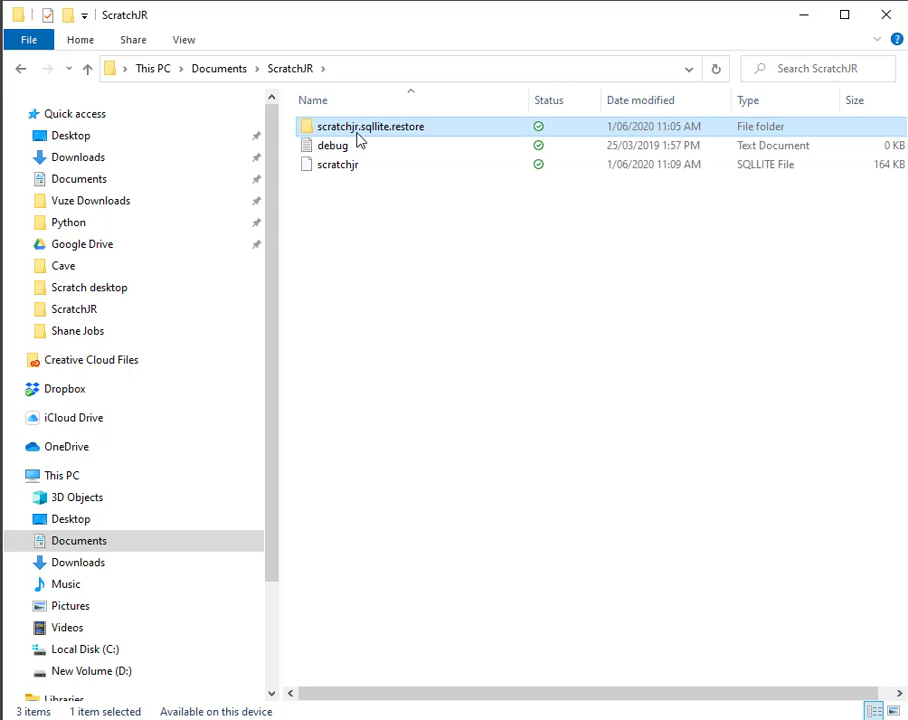 ScratchJR
File Home Share View
This PC > Documents > ScratchJR > Search ScratchJR
Name Status Date modified Type Size
scratchjr.sqllite.restore 1/06/2020 11:05 AM File folder
debug 25/03/2019 1:57 PM Text Document 0 KB
scratchjr 1/06/2020 11:09 AM SQLLITE File 164 KB
Quick access
Desktop
Downloads
Documents
Vuze Downloads
Python
Google Drive
Cave
Scratch desktop
ScratchJR
Shane Jobs
Creative Cloud Files
Dropbox
iCloud Drive
OneDrive
This PC
3D Objects
Desktop
Documents
Downloads
Music
Pictures
Videos
Local Disk (C:)
New Volume (D:)
Libraries
3 items 1 item selected Available on this device